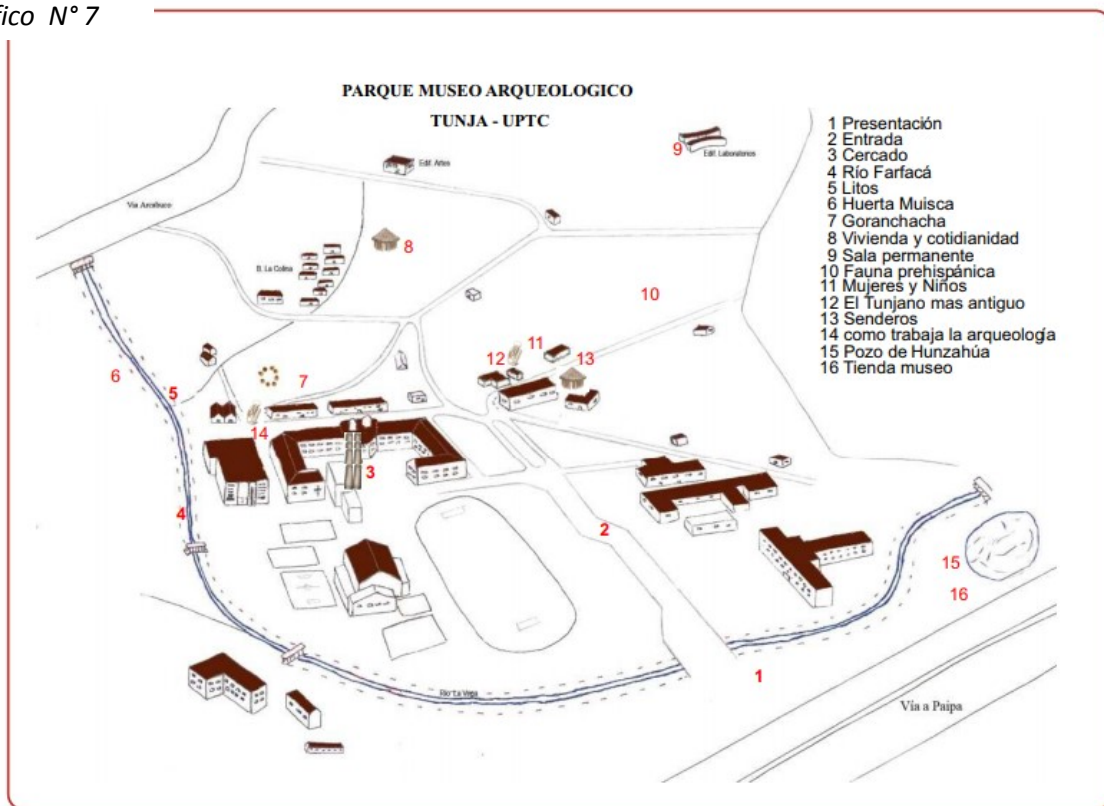 fico N° 7
PARQUE MUSEO ARQUEOLOGICO
TUNJA - UPTC
1 Presentación
2 Entrada
3 Cercado
4 Río Farfacá
5 Litos
6 Huerta Muisca
7 Goranchacha
8 Vivienda y cotidianidad
9 Sala permanente
10 Fauna prehispánica
11 Mujeres y Niños
12 El Tunjano mas antiguo
13 Senderos
14 como trabaja la arqueología
15 Pozo de Hunzahúa
16 Tienda museo
9
Edif. Laboratorios
Edif. Artes
Via Arcabuco
8
B. La Colina
10
6
5
7
12
11
13
14
3
4
2
15
16
1
Rio La Vega
Vía a Paipa